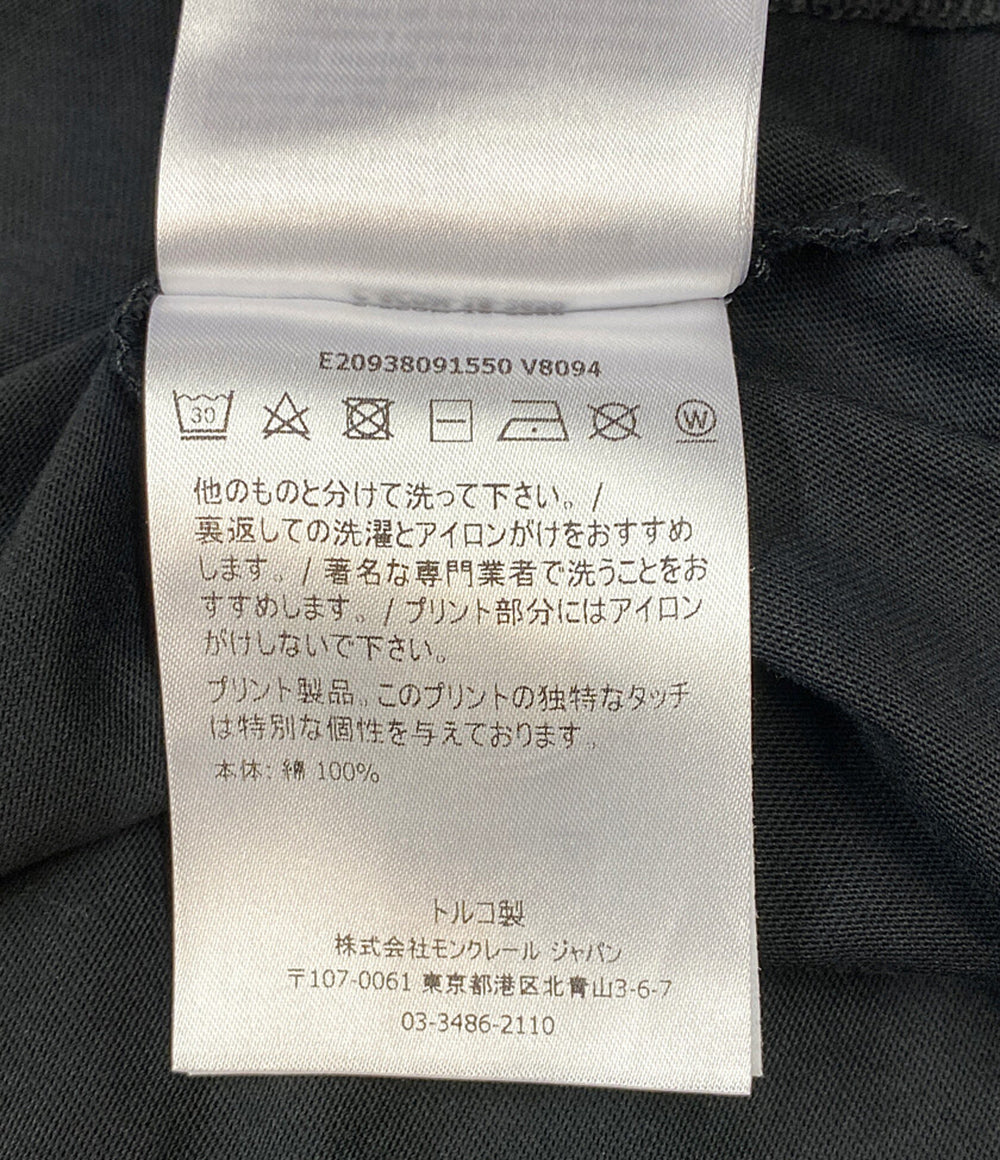 E20938091550 V8094
30
W
他のものと分けて洗って下さい。/
裏返しての洗濯とアイロンがけをおすすめ
します。/ 著名な専門業者で洗うことをお
すすめします。/ プリント部分にはアイロン
がけしないで下さい。
プリント製品。このプリントの独特なタッチ
は特別な個性を与えております。
本体: 綿 100%
トルコ製
株式会社モンクレール ジャパン
〒107-0061 東京都港区北青山3-6-7
03-3486-2110